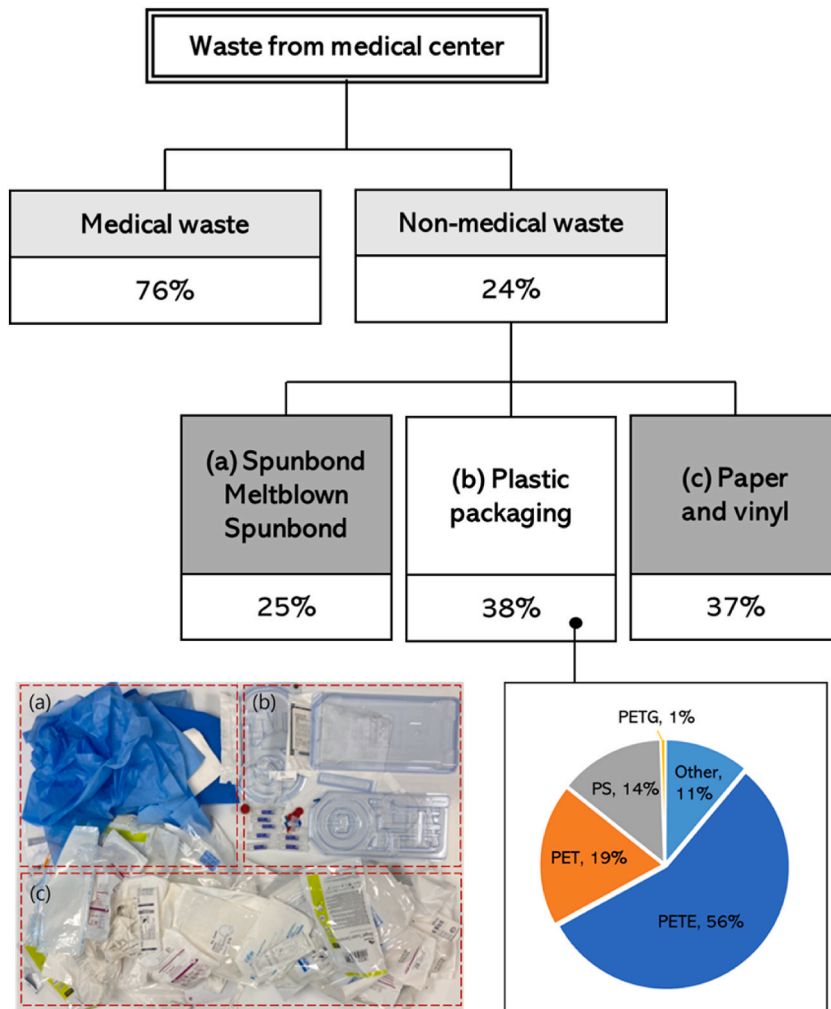 Waste from medical center
Medical waste
Non-medical waste
76%
24%
(a) Spunbond
Meltblown
Spunbond
(b) Plastic
packaging
(c) Paper
and vinyl
25%
38%
37%
(a)
(b)
(c)
PETG, 1%
Other,
11%
PS, 14%
PET, 19%
PETE, 56%